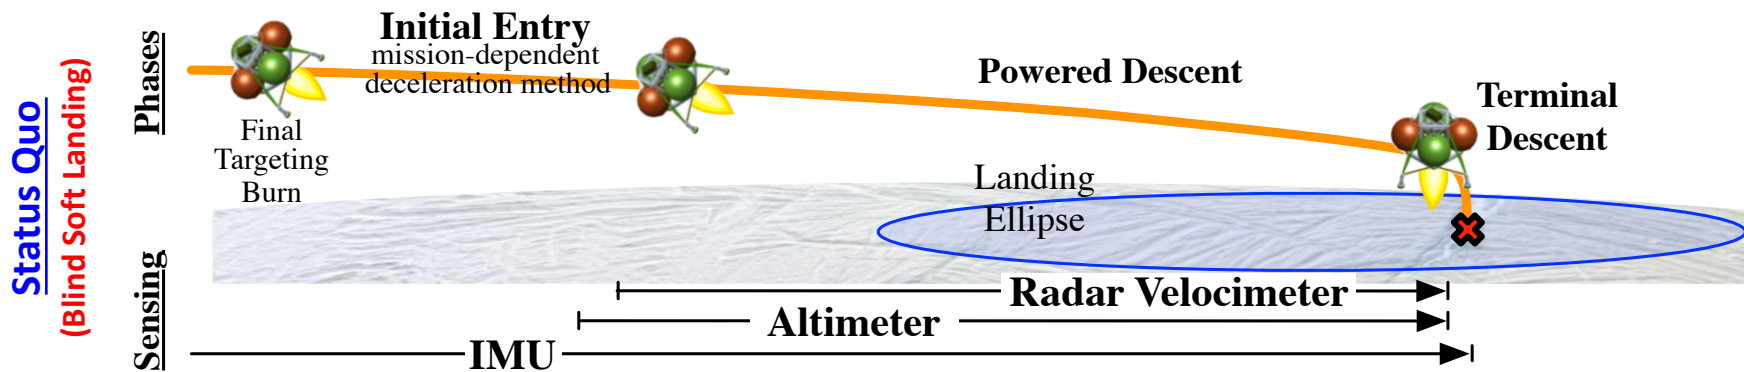 Status Quo
(Blind Soft Landing)
Phases
Initial Entry
mission-dependent
deceleration method
Final
Targeting
Burn
Powered Descent
Terminal
Descent
Landing
Ellipse
Sensing
Radar Velocimeter
Altimeter
IMU